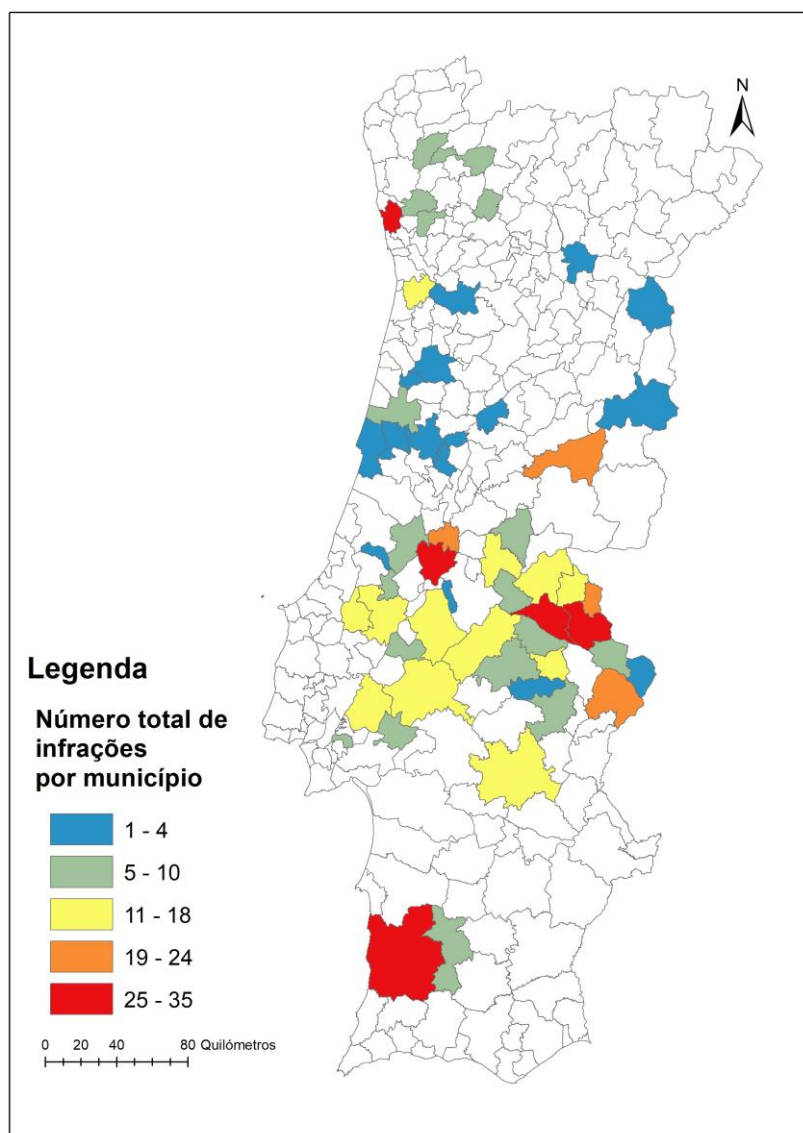 N
Legenda
Número total de
infrações
por município
1 - 4
5 - 10
11 - 18
19 - 24
25 - 35
0 20 40 80 Quilómetros